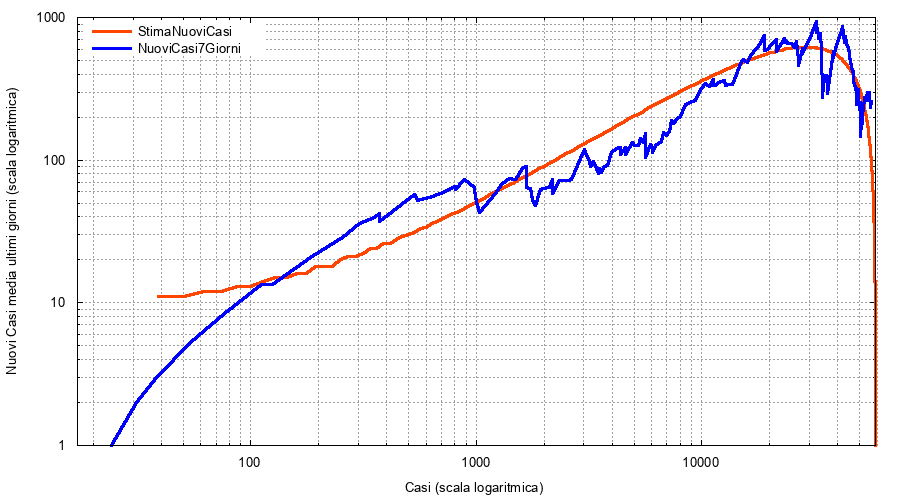 StimaNuoviCasi
NuoviCasi7Giorni
Nuovi Casi media ultimi giorni (scala logaritmica)
1000
100
10
1
100
1000
10000
Casi (scala logaritmica)